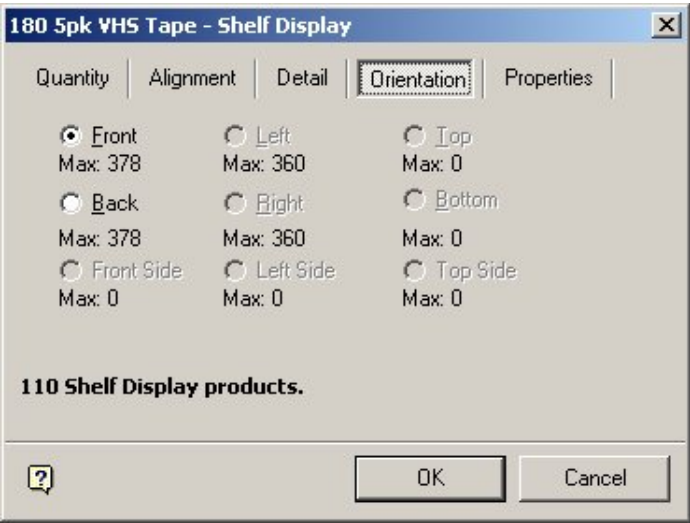 180 5pk VHS Tape - Shelf Display
Quantity Alignment Detail Orientation Properties
Front Left Top
Max: 378 Max: 360 Max: 0
Back Right Bottom
Max: 378 Max: 360 Max: 0
Front Side Left Side Top Side
Max: 0 Max: 0 Max: 0
110 Shelf Display products.
?
OK Cancel